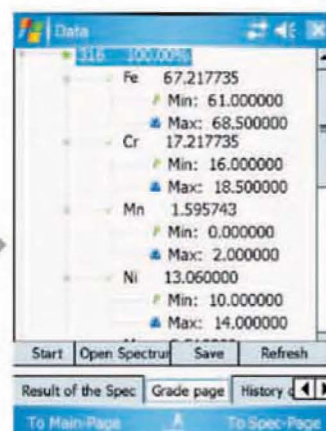 Data
316 100.00%
Fe 67.217735
Min: 61.000000
Max: 68.500000
Cr 17.217735
Min: 16.000000
Max: 18.500000
Mn 1.595743
Min: 0.000000
Max: 2.000000
Ni 13.060000
Min: 10.000000
Max: 14.000000
Start Open Spectrur Save Refresh
Result of the Spec Grade page History
To Main-Page To Spec-Page